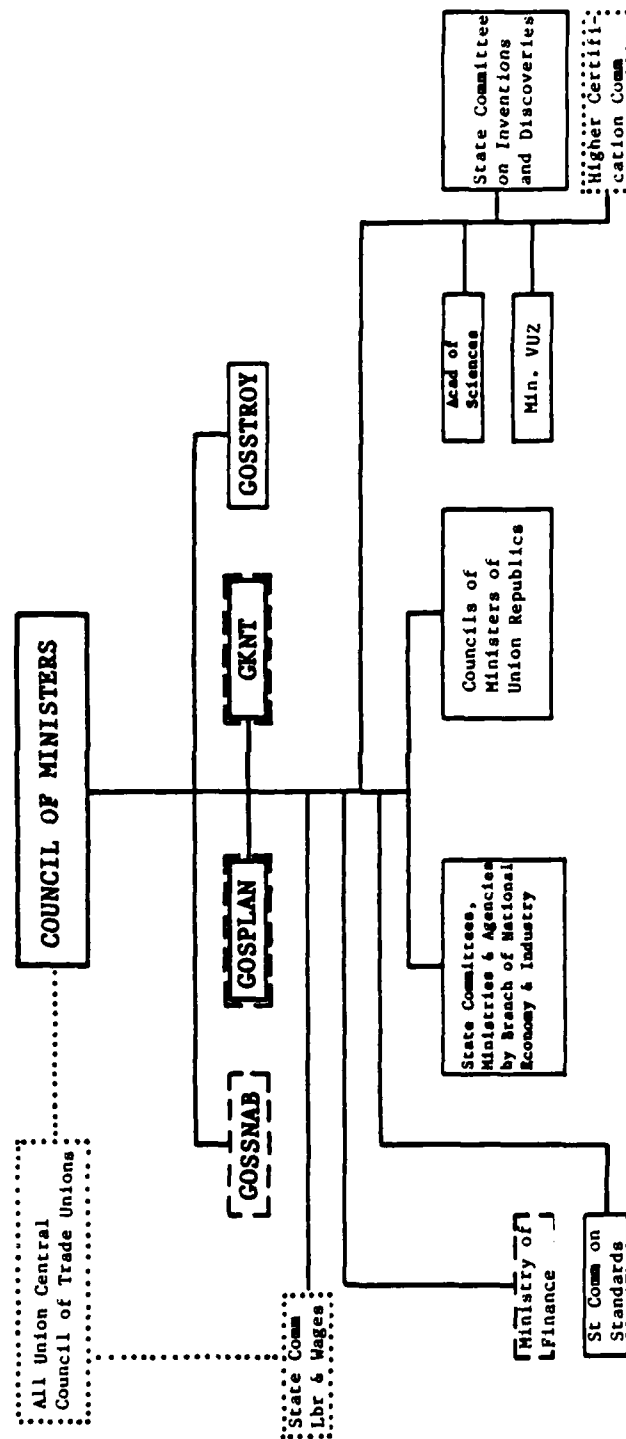 COUNCIL OF MINISTERS
All Union Central
Council of Trade Unions
GOSSNAB
GOSPLAN
GKNT
GOSSTROY
State Comm
Lbr & Wages
Ministry of
Finance
St Comm on
Standards
State Committees,
Ministries & Agencies
by Branch of National
Economy & Industry
Councils of
Ministers of
Union Republics
Acad of
Sciences
Min. VUZ
State Committee
on Inventions
and Discoveries
Higher Certifi-
cation Comm